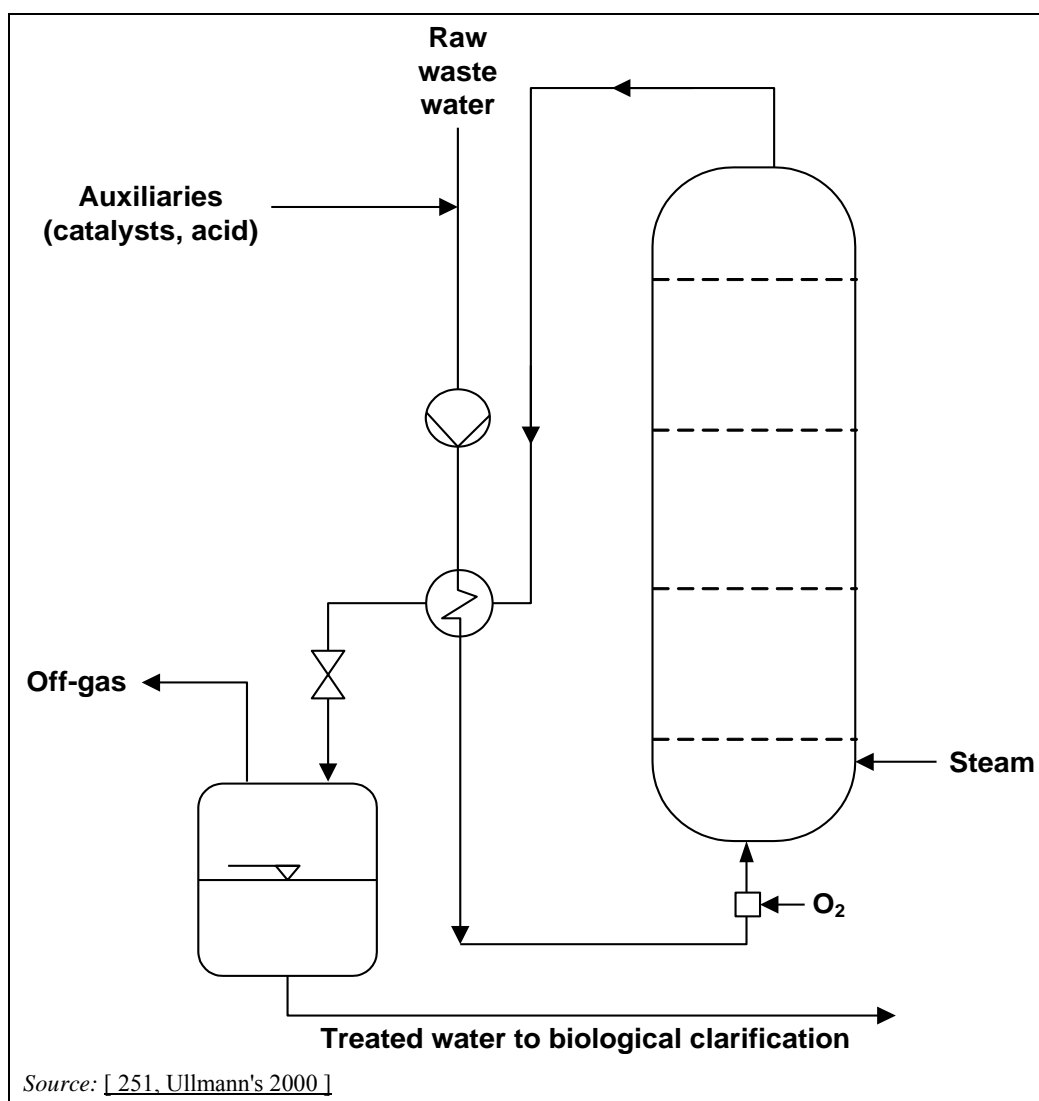 Raw
waste
water
Auxiliaries
(catalysts, acid)
Off-gas
Steam
O₂
Treated water to biological clarification
Source: [ 251, Ullmann's 2000 ]